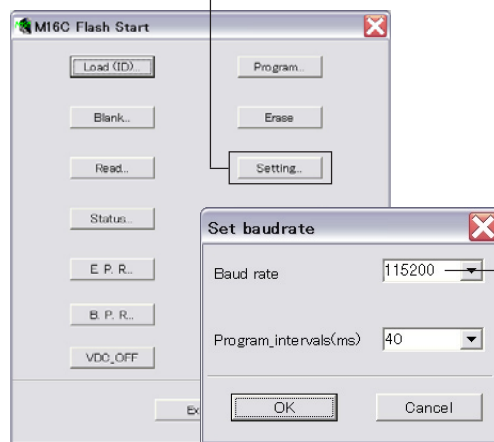 M16C Flash Start
Load (ID)...
Program...
Blank...
Erase
Read...
Setting...
Status...
E. P. R...
B. P. R...
VDC_OFF
Set baudrate
Baud rate
115200
Program_intervals(ms)
40
OK
Cancel